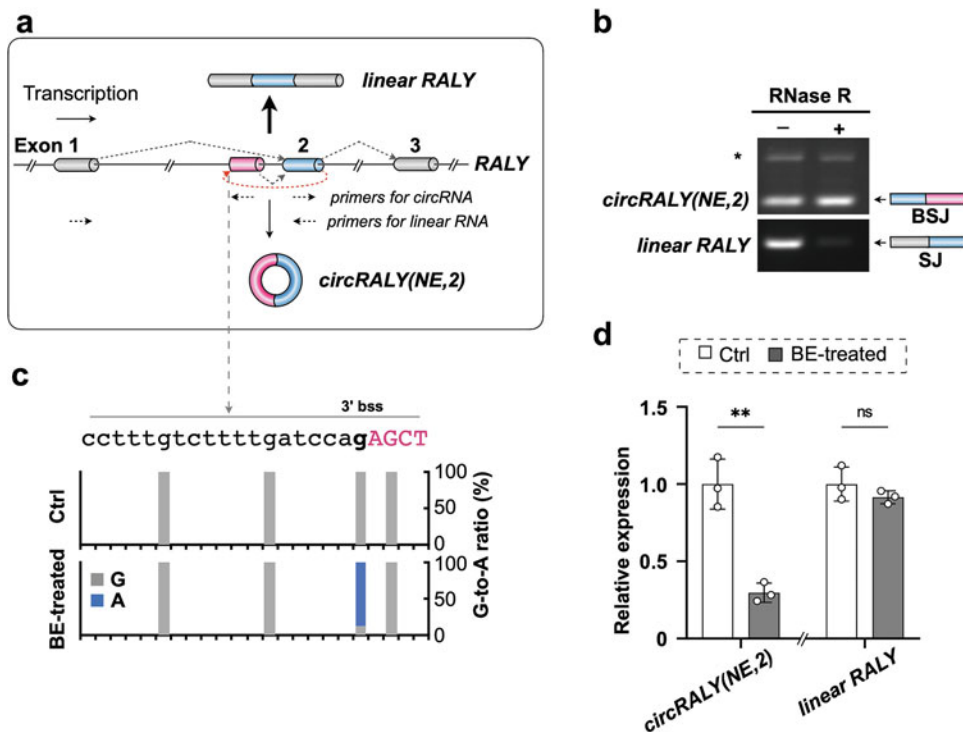 a
linear RALY
Transcription
Exon 1
2
3
RALY
primers for circRNA
primers for linear RNA
circRALY(NE,2)
b
RNase R
− +
*
circRALY(NE,2)
BSJ
linear RALY
SJ
c
3' bss
cctttgtcttttgatccagAGCT
Ctrl
100
50
0
BE-treated
G
A
100
50
0
G-to-A ratio (%)
d
Ctrl BE-treated
Relative expression
1.5
1.0
0.5
0
**
ns
circRALY(NE,2)
linear RALY